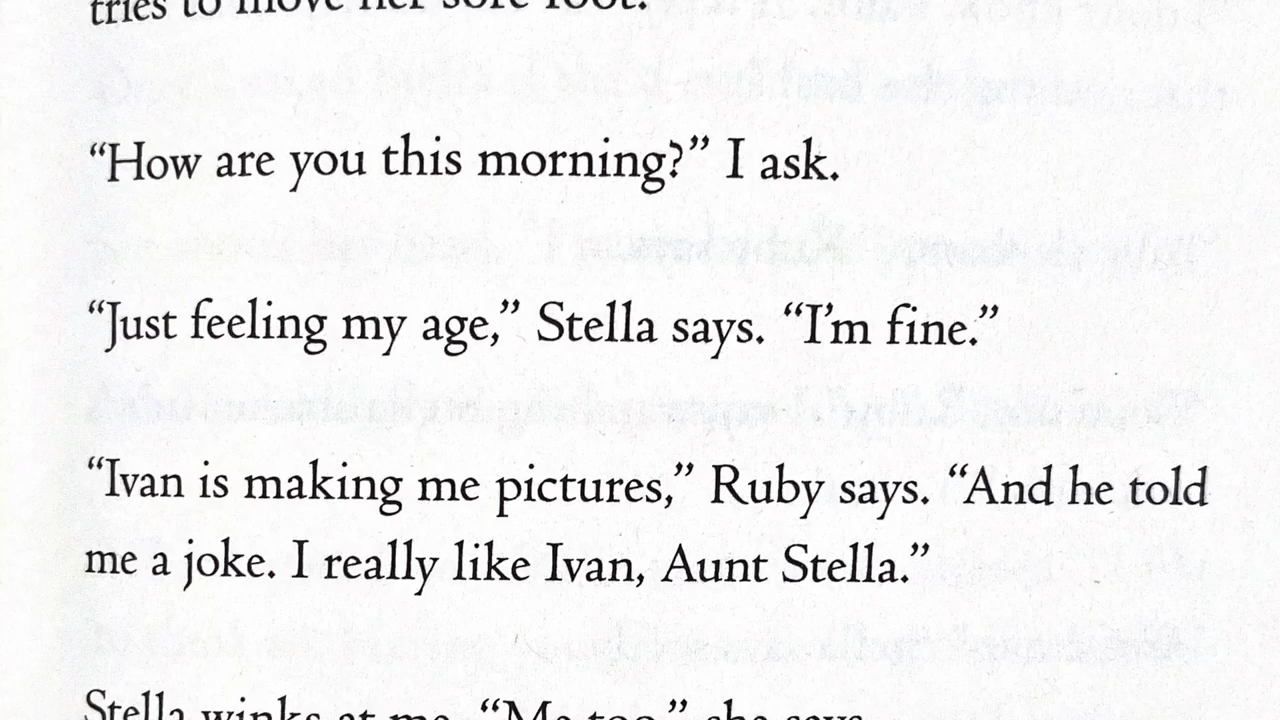 tries to move her sore foot.
“How are you this morning?” I ask.
“Just feeling my age,” Stella says. “I’m fine.”
“Ivan is making me pictures,” Ruby says. “And he told
me a joke. I really like Ivan, Aunt Stella.”
Stella winks at me. “Me too,” she says.